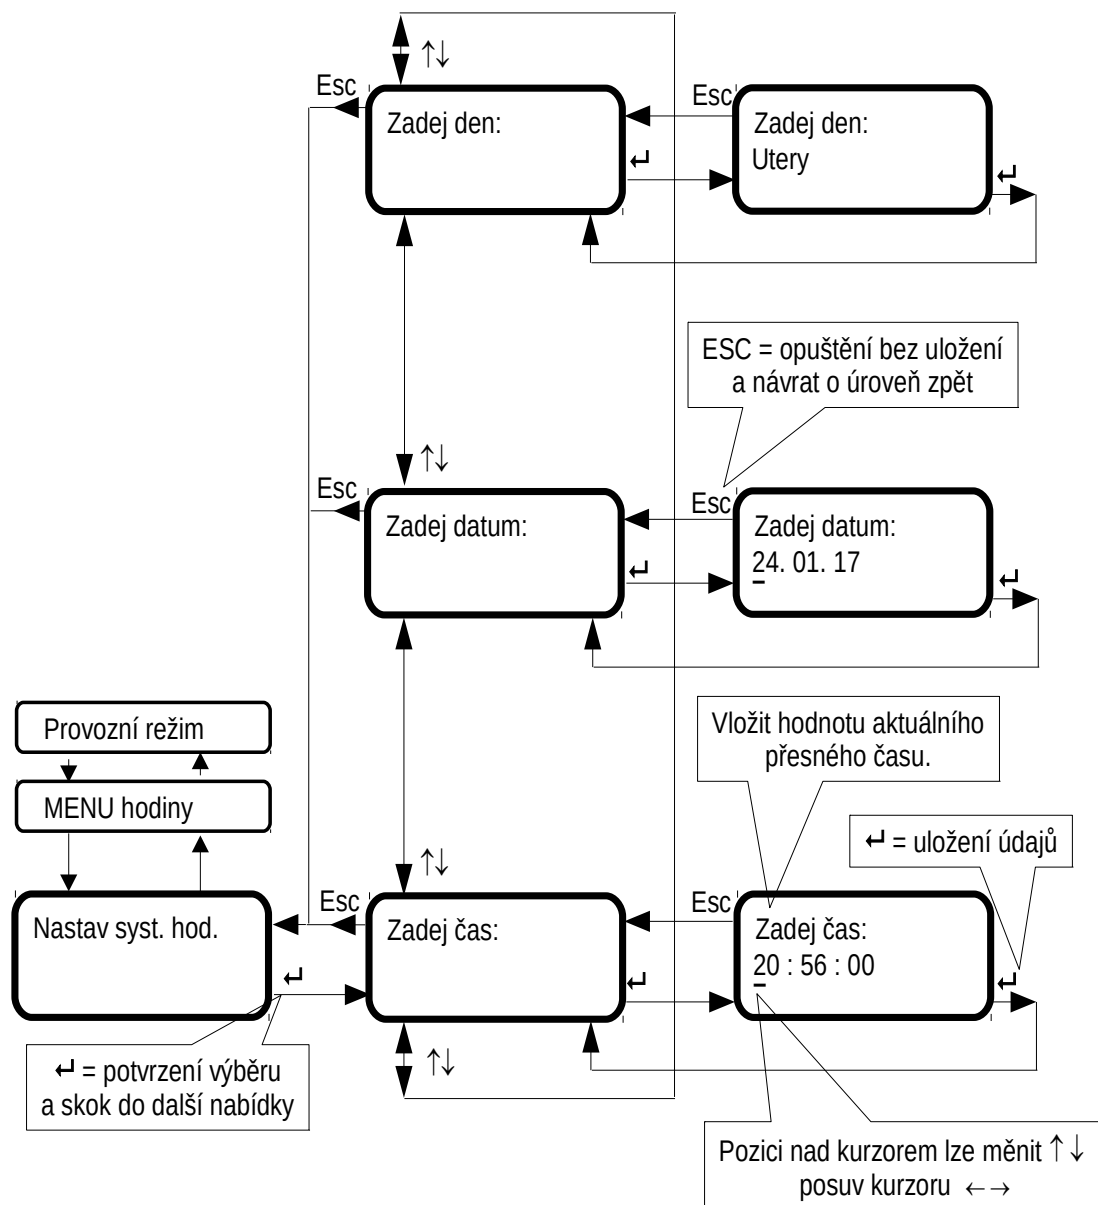 ↑↓
Esc
Zadej den:
↵
Esc
Zadej den:
Utery
↵
ESC = opuštění bez uložení
a návrat o úroveň zpět
↑↓
Esc
Zadej datum:
↵
Esc
Zadej datum:
24. 01. 17
↵
Provozní režim
MENU hodiny
Vložit hodnotu aktuálního
přesného času.
↵ = uložení údajů
↑↓
Nastav syst. hod.
↵
Esc
Zadej čas:
↵
Esc
Zadej čas:
20 : 56 : 00
↵
↵ = potvrzení výběru
a skok do další nabídky
↑↓
Pozici nad kurzorem lze měnit ↑↓
posuv kurzoru ←→